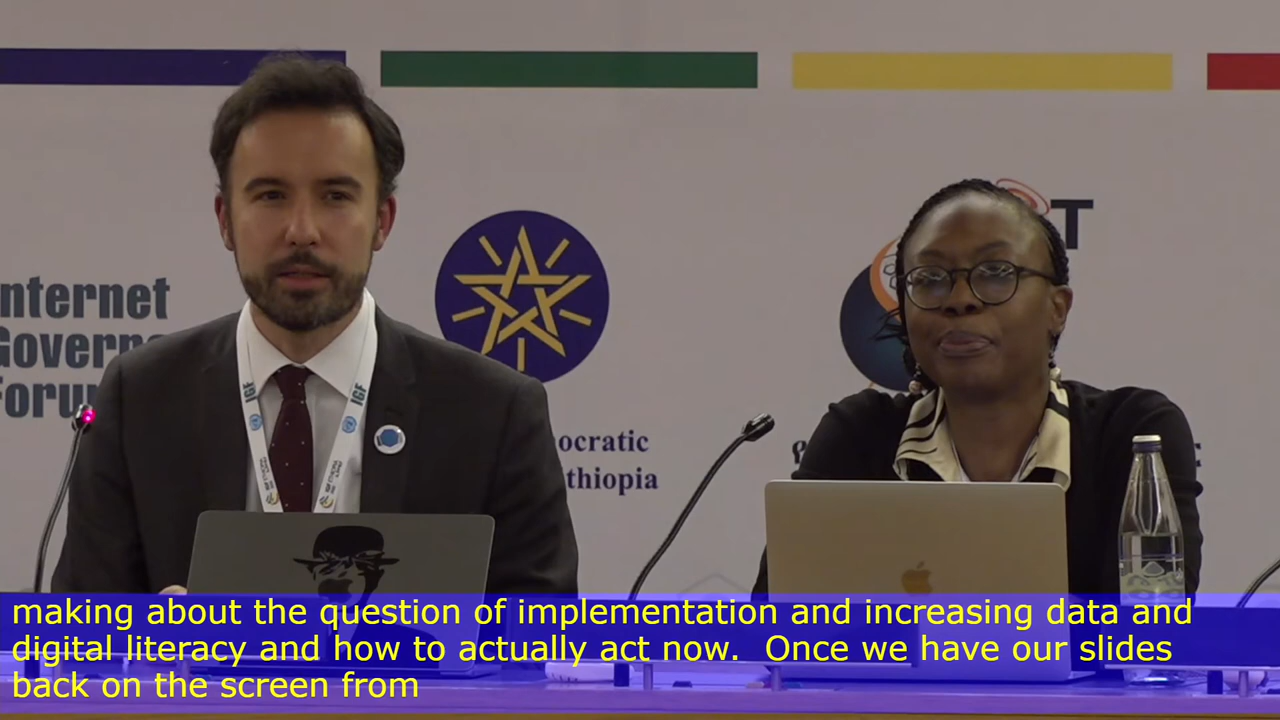 T
nternet
Govern
Foru
IGF
IGF
ocratic
thiopia
making about the question of implementation and increasing data and
digital literacy and how to actually act now.  Once we have our slides
back on the screen from